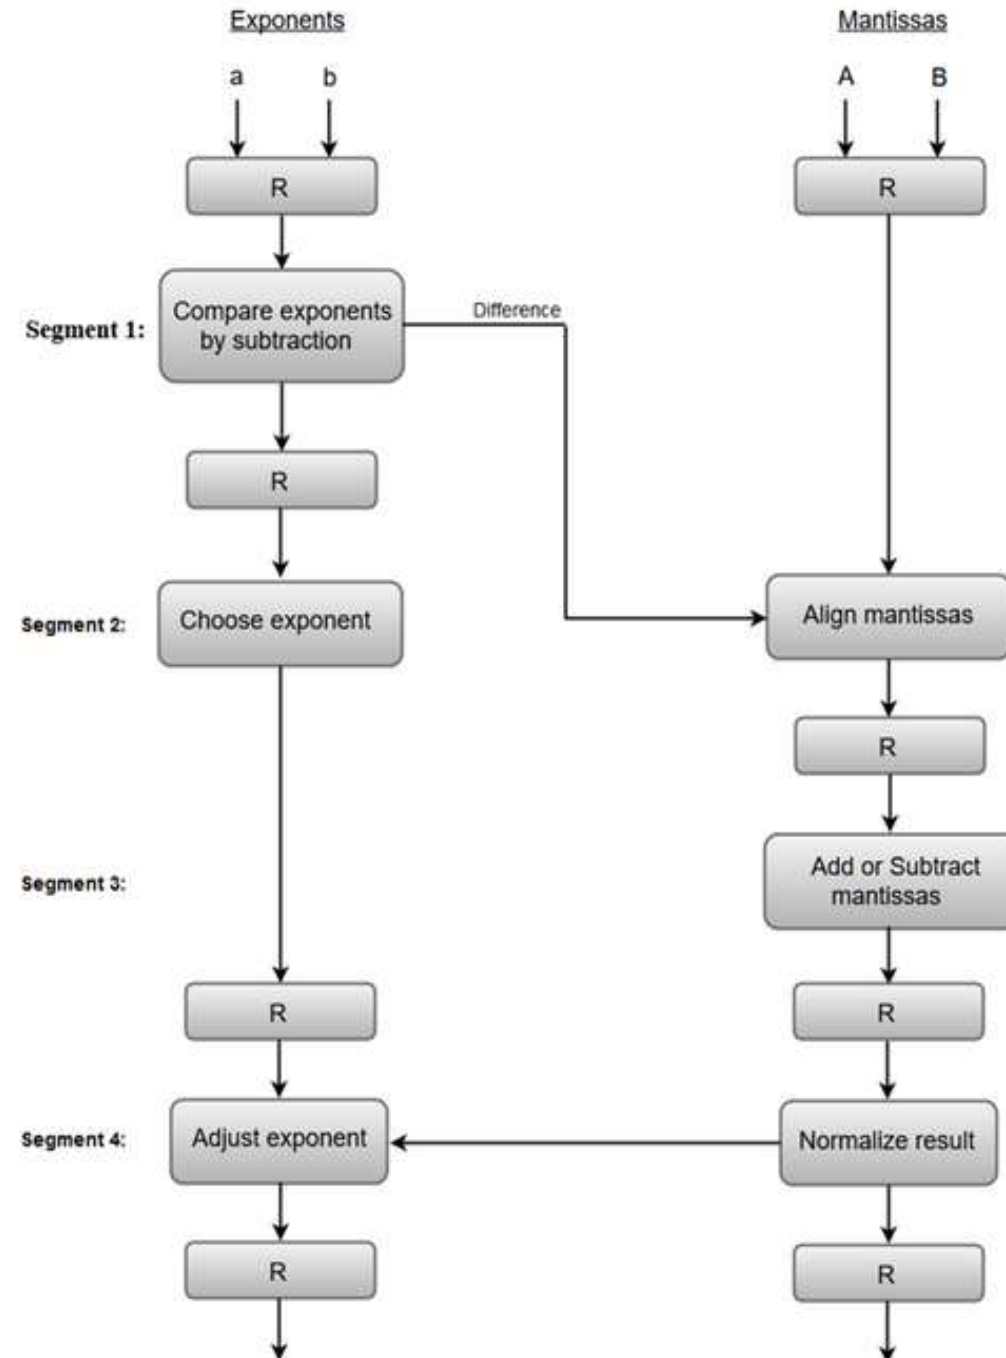 Exponents
Mantissas
a
b
A
B
R
R
Segment 1:
Compare exponents
by subtraction
Difference
R
Segment 2:
Choose exponent
Align mantissas
R
Segment 3:
Add or Subtract
mantissas
R
R
Segment 4:
Adjust exponent
Normalize result
R
R